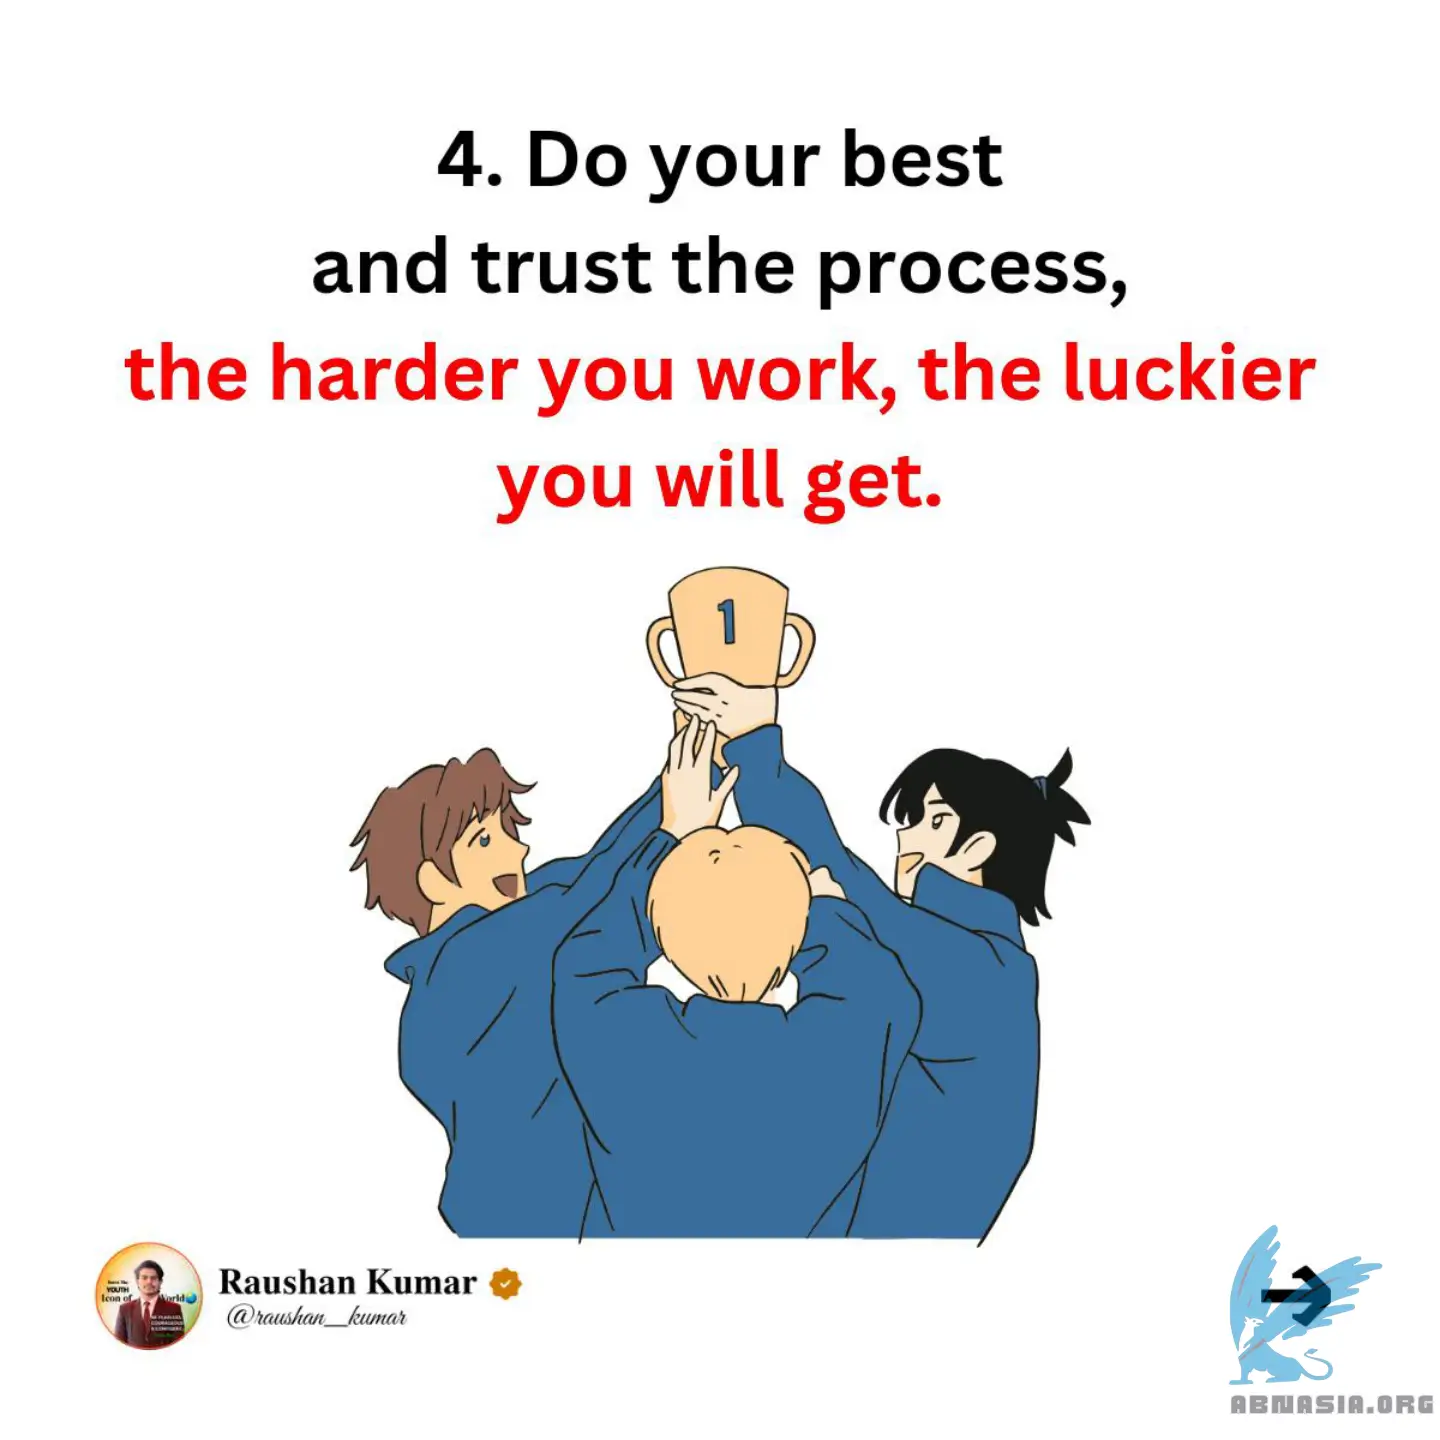 4. Do your best
and trust the process,
the harder you work, the luckier
you will get.
1
Raushan Kumar
@raushan__kumar
YOUTH
Icon of World
ABNASIA.ORG